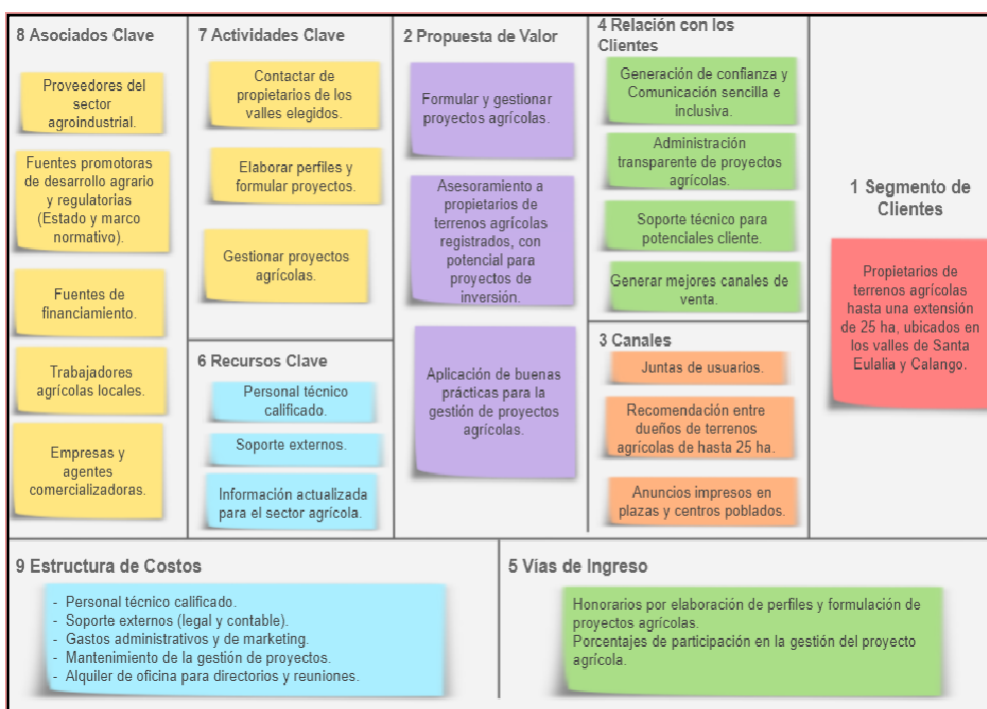 8 Asociados Clave
Proveedores del
sector
agroindustrial.
Fuentes promotoras
de desarrollo agrario
y regulatorias
(Estado y marco
normativo).
Fuentes de
financiamiento.
Trabajadores
agrícolas locales.
Empresas y
agentes
comercializadoras.
7 Actividades Clave
Contactar de
propietarios de los
valles elegidos.
Elaborar perfiles y
formular proyectos.
Gestionar proyectos
agrícolas.
6 Recursos Clave
Personal técnico
calificado.
Soporte externos.
Información actualizada
para el sector agrícola.
2 Propuesta de Valor
Formular y gestionar
proyectos agrícolas.
Asesoramiento a
propietarios de
terrenos agrícolas
registrados, con
potencial para
proyectos de
inversión.
Aplicación de buenas
prácticas para la
gestión de proyectos
agrícolas.
4 Relación con los
Clientes
Generación de confianza y
Comunicación sencilla e
inclusiva.
Administración
transparente de proyectos
agrícolas.
Soporte técnico para
potenciales cliente.
Generar mejores canales de
venta.
3 Canales
Juntas de usuarios.
Recomendación entre
dueños de terrenos
agrícolas de hasta 25 ha.
Anuncios impresos en
plazas y centros poblados.
1 Segmento de
Clientes
Propietarios de
terrenos agrícolas
hasta una extensión
de 25 ha, ubicados en
los valles de Santa
Eulalia y Calango.
9 Estructura de Costos
- Personal técnico calificado.
- Soporte externos (legal y contable).
- Gastos administrativos y de marketing.
- Mantenimiento de la gestión de proyectos.
- Alquiler de oficina para directorios y reuniones.
5 Vías de Ingreso
Honorarios por elaboración de perfiles y formulación de
proyectos agrícolas.
Porcentajes de participación en la gestión del proyecto
agrícola.